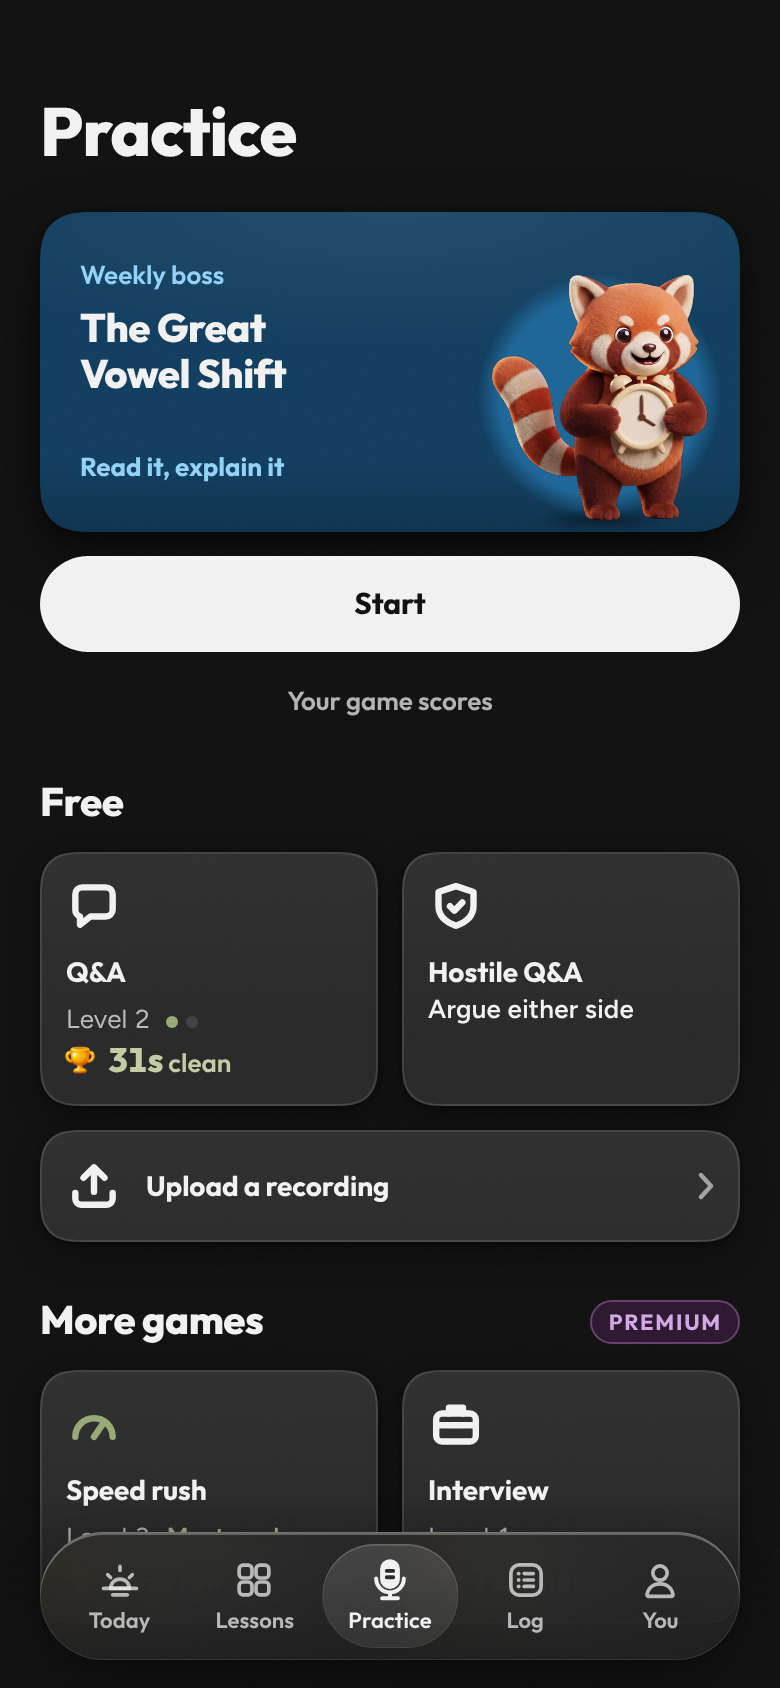 Practice
Weekly boss
The Great
Vowel Shift
Read it, explain it
Start
Your game scores
Free
Q&A
Level 2
31s clean
Hostile Q&A
Argue either side
Upload a recording
More games
PREMIUM
Speed rush
Interview
Today
Lessons
Practice
Log
You